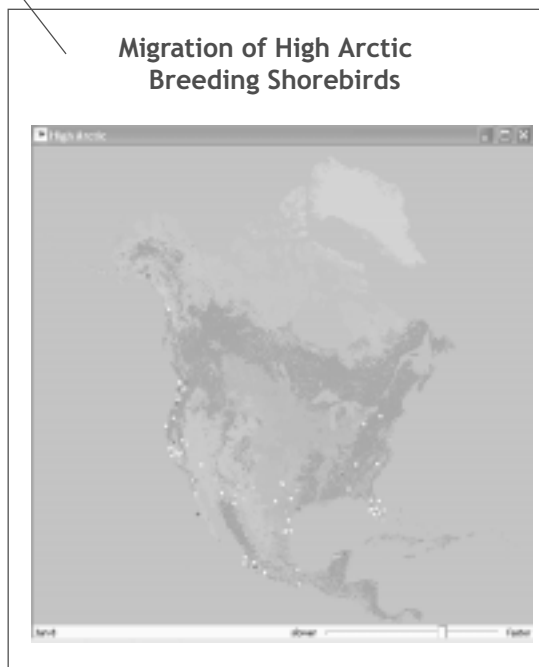 Migration of High Arctic
Breeding Shorebirds
High Arctic
slower
faster